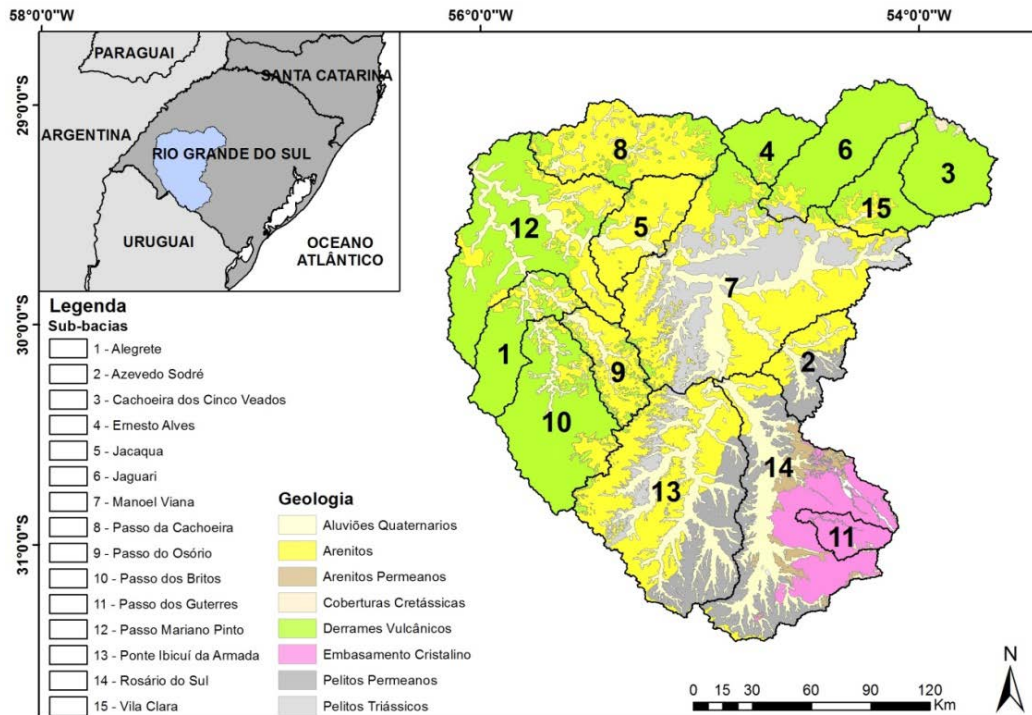 58°0'0"W
56°0'0"W
54°0'0"W
29°0'0"S
30°0'0"S
31°0'0"S
PARAGUAI
SANTA CATARINA
ARGENTINA
RIO GRANDE DO SUL
URUGUAI
OCEANO
ATLÂNTICO
8
4
6
3
15
12
5
7
1
9
2
10
14
13
11
Legenda
Sub-bacias
1 - Alegrete
2 - Azevedo Sodré
3 - Cachoeira dos Cinco Veados
4 - Ernesto Alves
5 - Jacaqua
6 - Jaguari
7 - Manoel Viana
8 - Passo da Cachoeira
9 - Passo do Osório
10 - Passo dos Britos
11 - Passo dos Guterres
12 - Passo Mariano Pinto
13 - Ponte Ibicuí da Armada
14 - Rosário do Sul
15 - Vila Clara
Geologia
Aluviões Quaternarios
Arenitos
Arenitos Permeanos
Coberturas Cretássicas
Derrames Vulcânicos
Embasamento Cristalino
Pelitos Permeanos
Pelitos Triássicos
N
0 15 30 60 90 120
Km